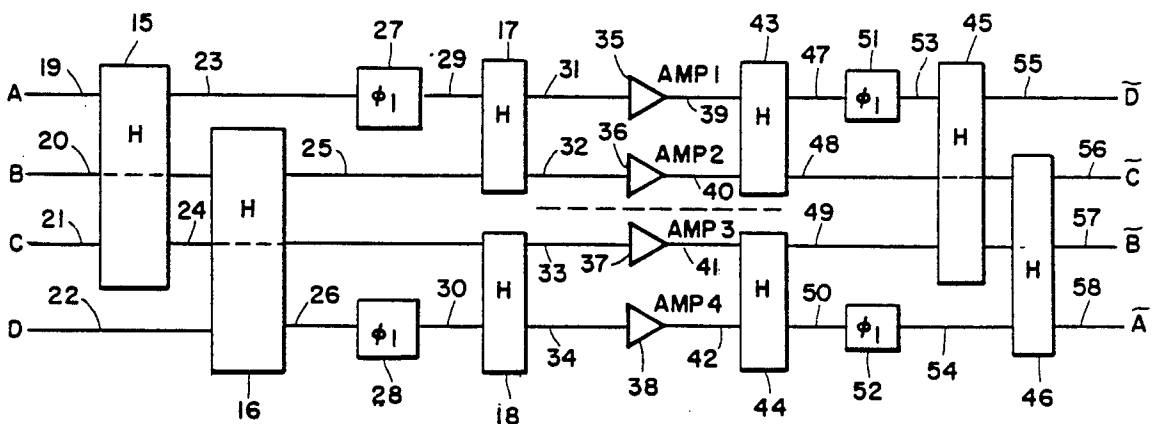 15 27 17 35 43 51 45
19 23 29 31 AMP1 47 53 55
A H φ1 H 39 H φ1 H D̃
20 25 32 36 AMP2 40 48 56
B C̃
21 24 H AMP3 49 57
C 33 37 41 B̃
22 26 30 H AMP4 H 50 H 58
D φ1 34 38 42 φ1 54 Ã
16 28 18 44 52 46